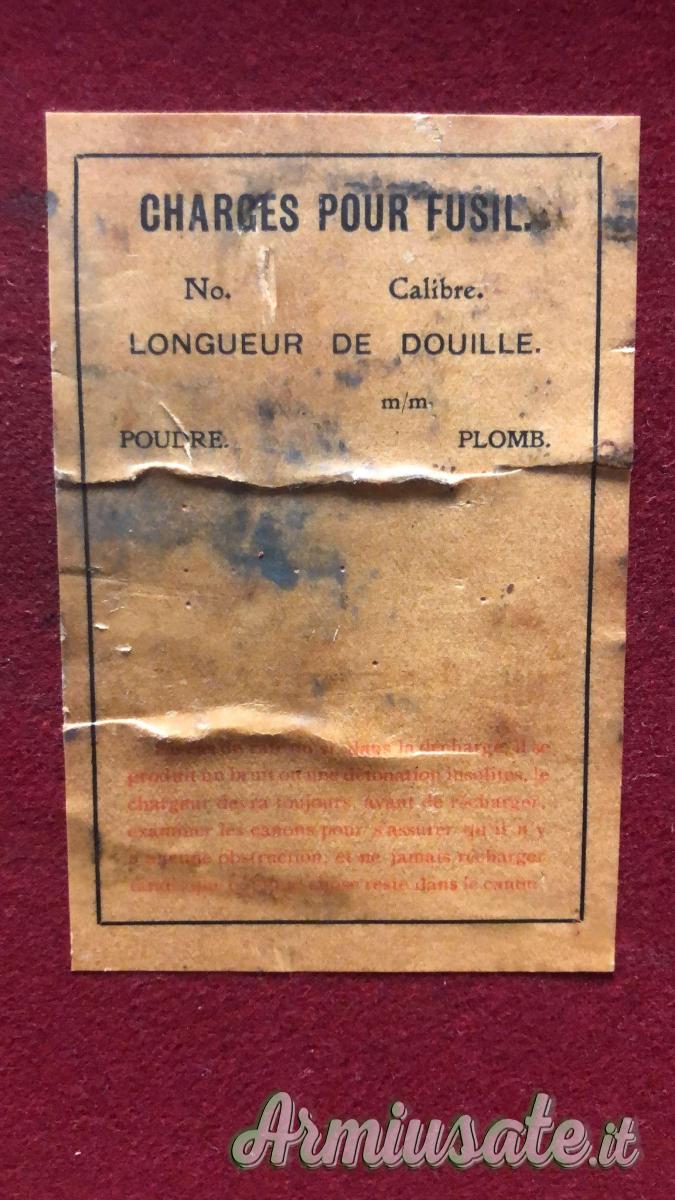 CHARGES POUR FUSIL.
No. Calibre.
LONGUEUR DE DOUILLE.
m/m.
POUDRE. PLOMB.
dans la décharge, il se
produit un bruit ou une détonation insolites, le
chargeur devra toujours, avant de recharger,
examiner les canons pour s'assurer qu'il n'y
a aucune obstruction, et ne jamais recharger
chose reste dans le canon
Armiusate.it